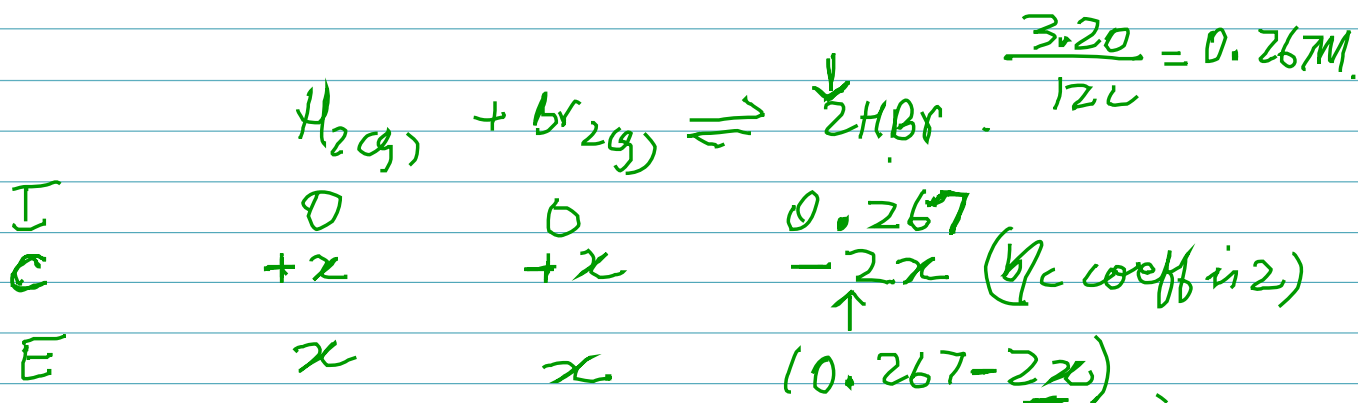 3.20
───── = 0.267M.
12L
H₂(g) + Br₂(g) ⇌ 2HBr.
I 0 0 0.267
C +x +x -2x (b/c coeff is 2)
E x x. (0.267-2x)